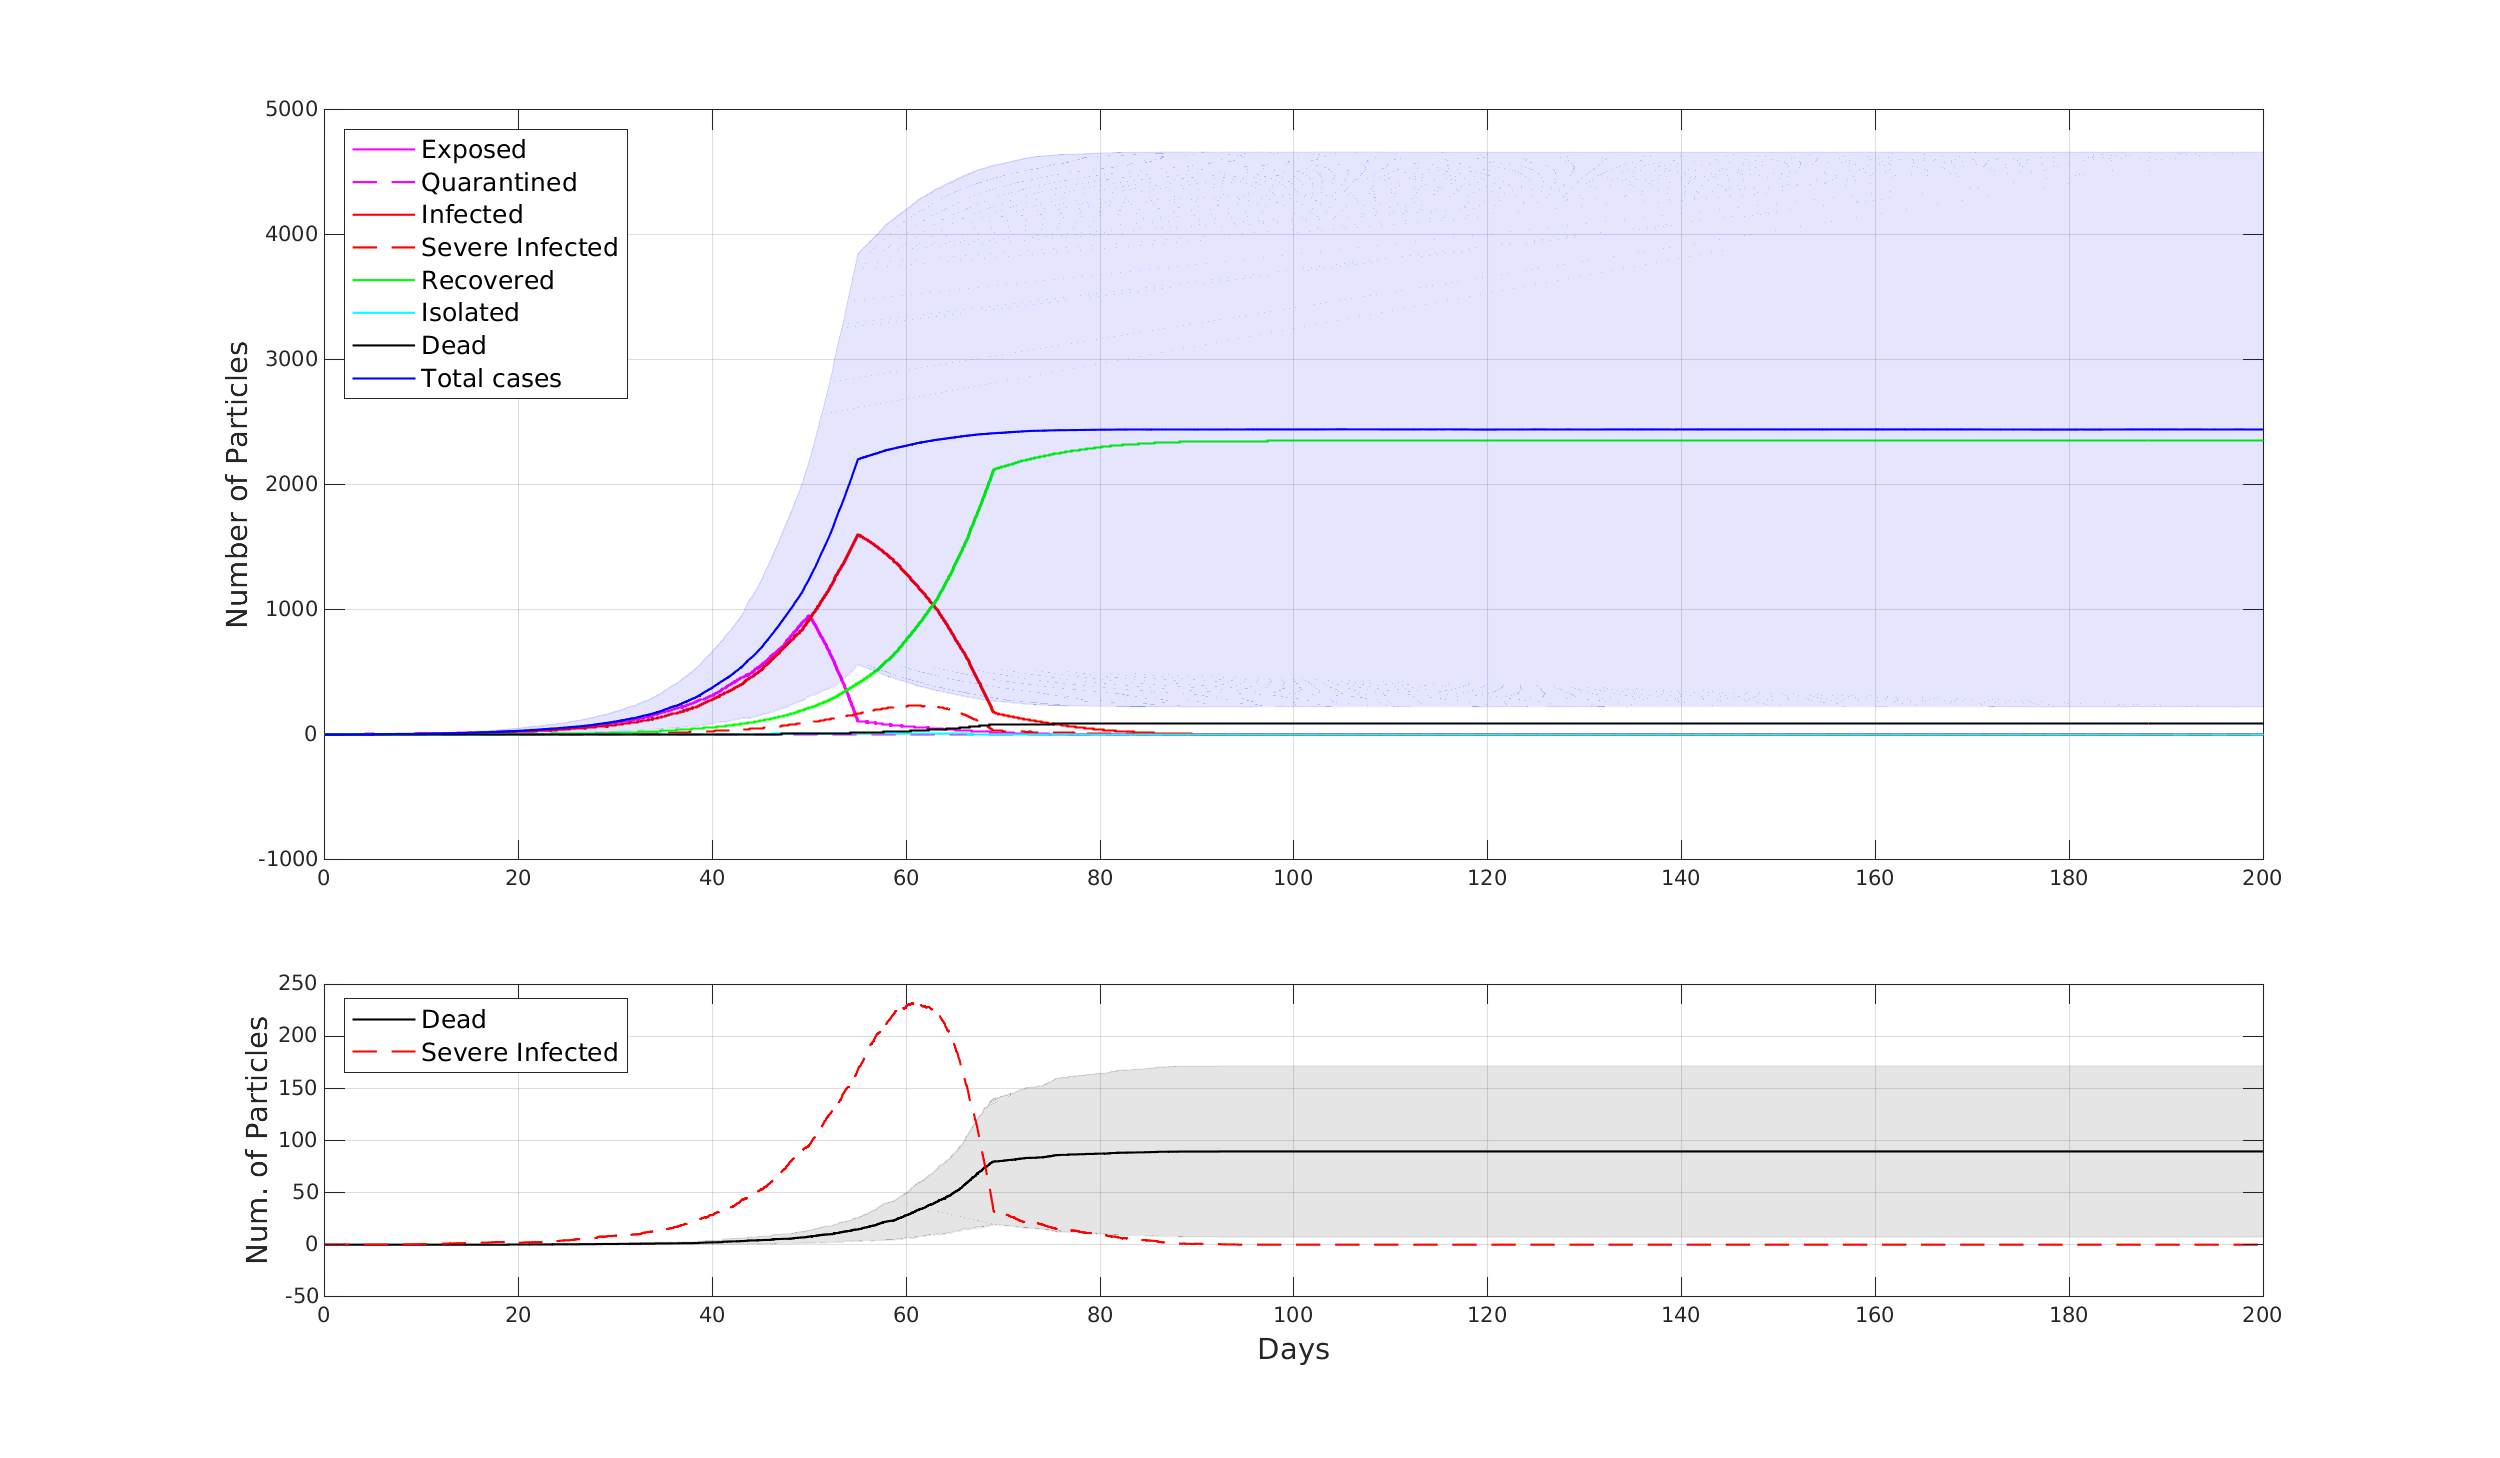 5000
4000
3000
2000
1000
0
-1000
Number of Particles
Exposed
Quarantined
Infected
Severe Infected
Recovered
Isolated
Dead
Total cases
0 20 40 60 80 100 120 140 160 180 200
250
200
150
100
50
0
-50
Num. of Particles
Dead
Severe Infected
0 20 40 60 80 100 120 140 160 180 200
Days